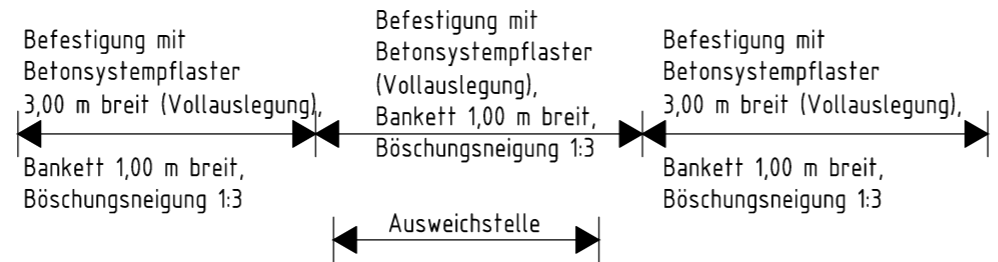 Befestigung mit
Betonsystempflaster
3,00 m breit (Vollauslegung),
Bankett 1,00 m breit,
Böschungsneigung 1:3
Befestigung mit
Betonsystempflaster
(Vollauslegung),
Bankett 1,00 m breit,
Böschungsneigung 1:3
Befestigung mit
Betonsystempflaster
3,00 m breit (Vollauslegung),
Bankett 1,00 m breit,
Böschungsneigung 1:3
Ausweichstelle